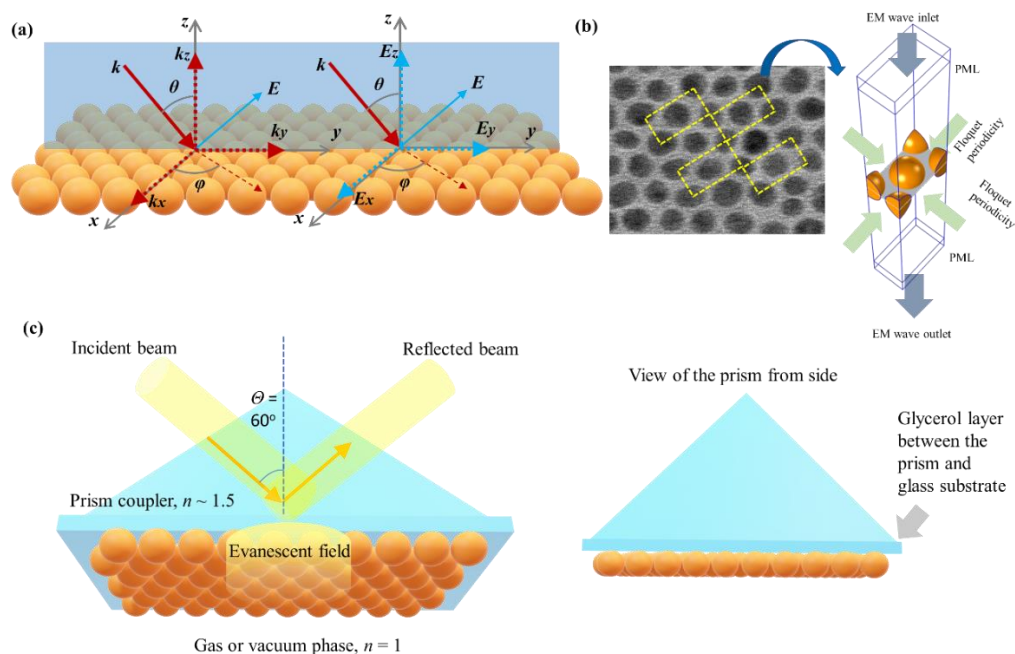 (a)
z
kz
k
θ
E
ky
y
φ
kx
x
z
Ez
k
θ
E
Ey
y
φ
Ex
x
(b)
EM wave inlet
PML
Floquet
periodicity
Floquet
periodicity
PML
EM wave outlet
(c)
Incident beam
Reflected beam
Θ =
60°
Prism coupler, n ~ 1.5
Evanescent field
Gas or vacuum phase, n = 1
View of the prism from side
Glycerol layer
between the
prism and
glass substrate